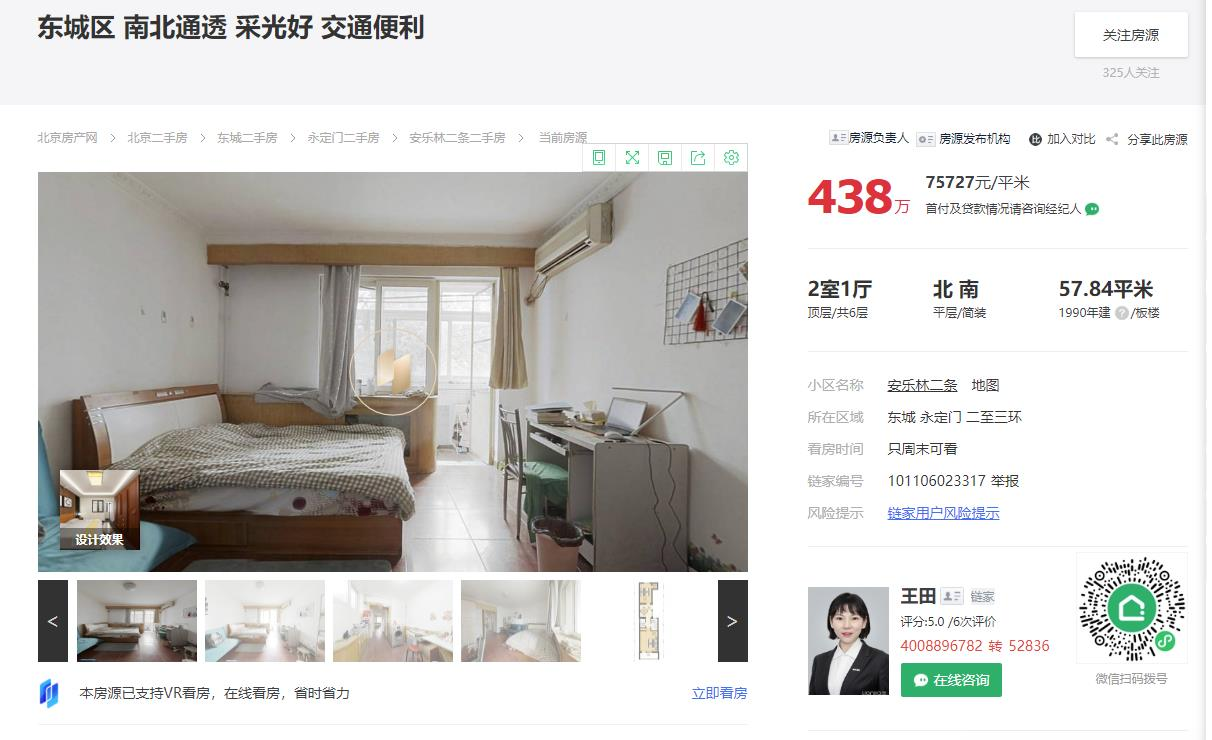 东城区 南北通透 采光好 交通便利
关注房源
325人关注
北京房产网 > 北京二手房 > 东城二手房 > 永定门二手房 > 安乐林二条二手房 > 当前房源
房源负责人 房源发布机构 加入对比 分享此房源
438万
75727元/平米
首付及贷款情况请咨询经纪人
2室1厅 北 南 57.84平米
顶层/共6层 平层/简装 1990年建 ? /板楼
小区名称 安乐林二条 地图
所在区域 东城 永定门 二至三环
看房时间 只周末可看
链家编号 101106023317 举报
风险提示 链家用户风险提示
设计效果
< >
本房源已支持VR看房，在线看房，省时省力 立即看房
王田 链家
评分:5.0 /6次评价
4008896782 转 52836
在线咨询
微信扫码拨号